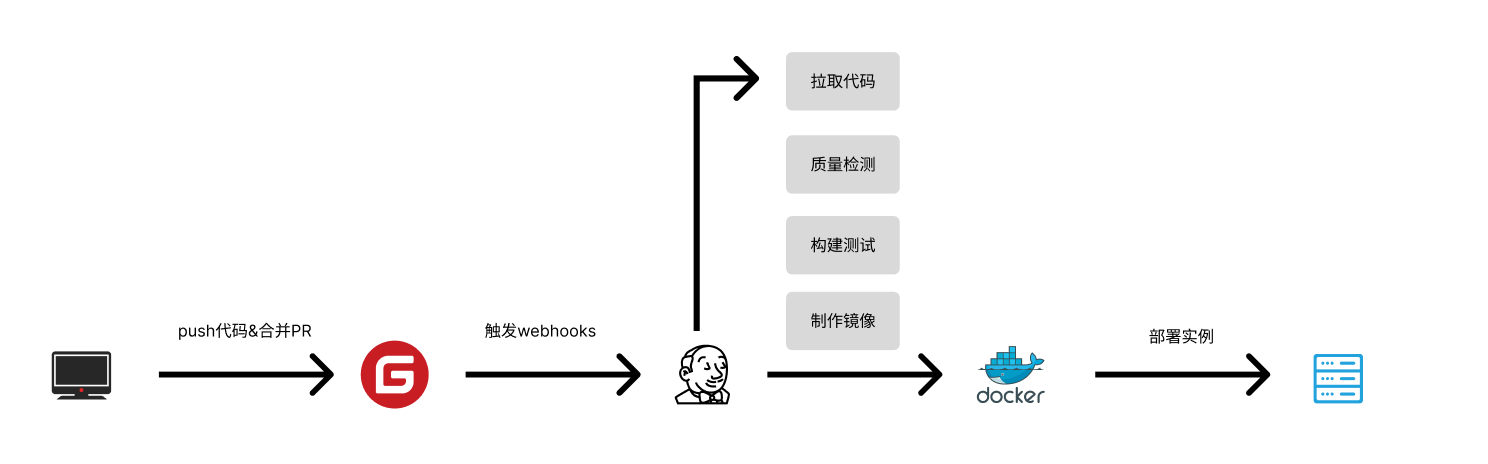 拉取代码
质量检测
构建测试
制作镜像
push代码&合并PR
触发webhooks
部署实例
G
docker